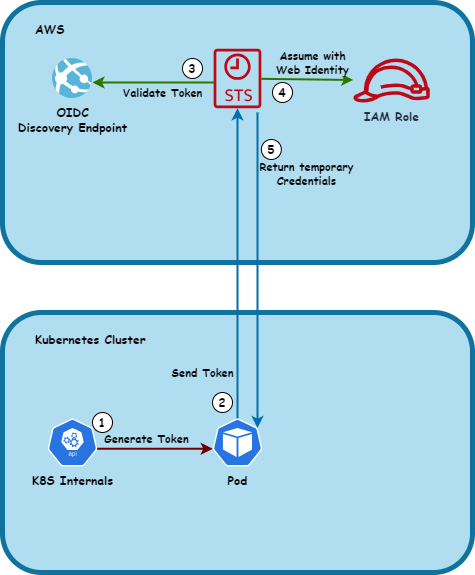 AWS
3
STS
Assume with
Web Identity
4
Validate Token
OIDC
Discovery Endpoint
IAM Role
5
Return temporary
Credentials
Kubernetes Cluster
Send Token
2
1
Generate Token
api
K8S Internals
Pod